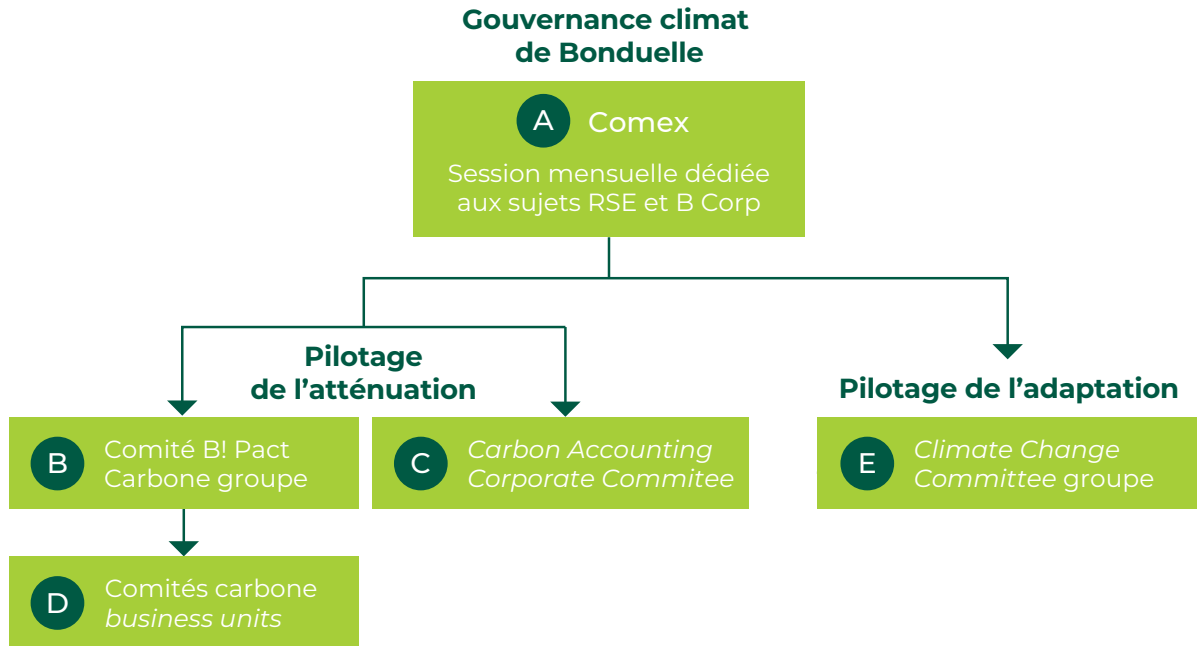 Gouvernance climat
de Bonduelle
A Comex
Session mensuelle dédiée
aux sujets RSE et B Corp
Pilotage
de l’atténuation
Pilotage de l’adaptation
B Comité B! Pact
Carbone groupe
C Carbon Accounting
Corporate Commitee
E Climate Change
Committee groupe
D Comités carbone
business units